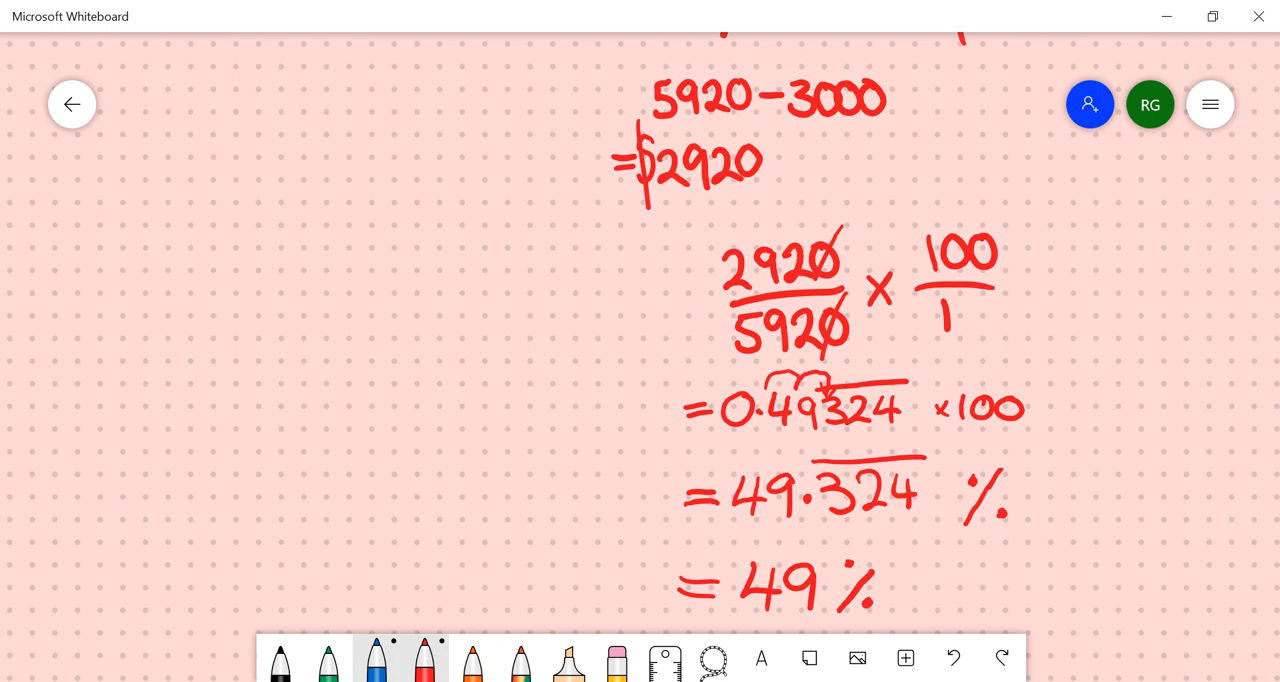 Microsoft Whiteboard
5920-3000
RG
=$2920
2920/5920 × 100/1
=0.49324 ×100
=49.324 %
=49%
A